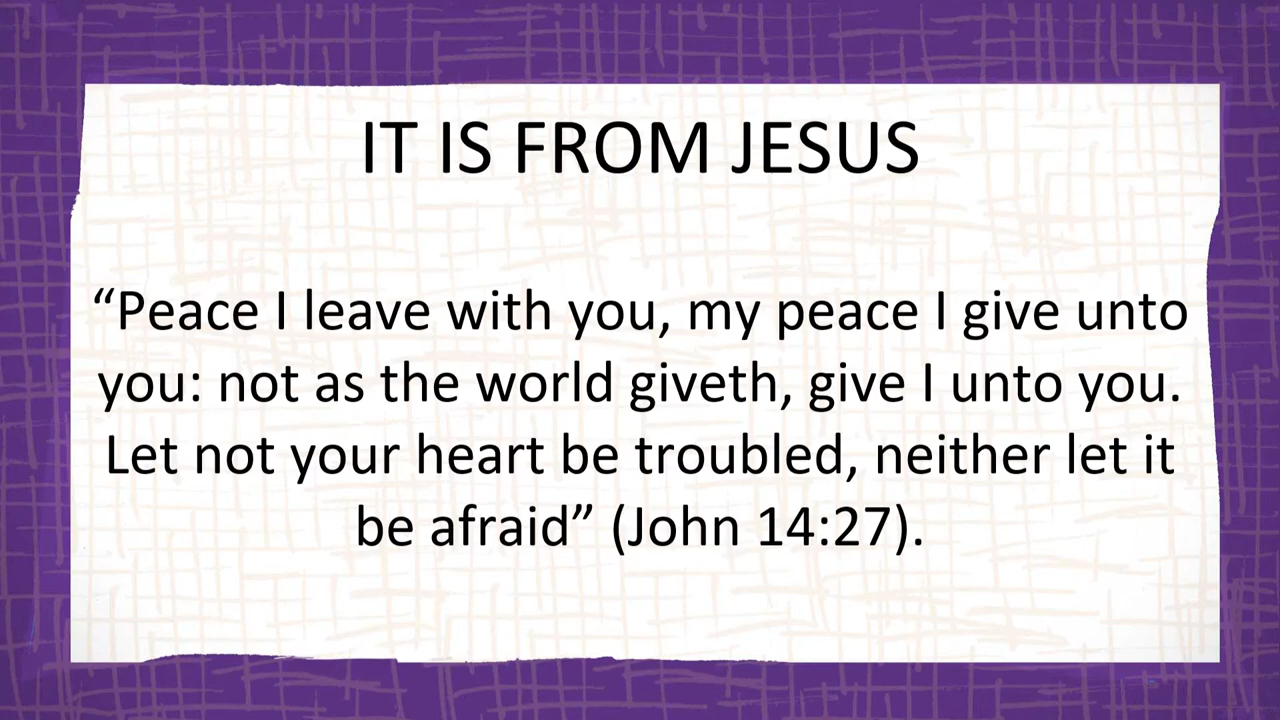 IT IS FROM JESUS
“Peace I leave with you, my peace I give unto
you: not as the world giveth, give I unto you.
Let not your heart be troubled, neither let it
be afraid” (John 14:27).